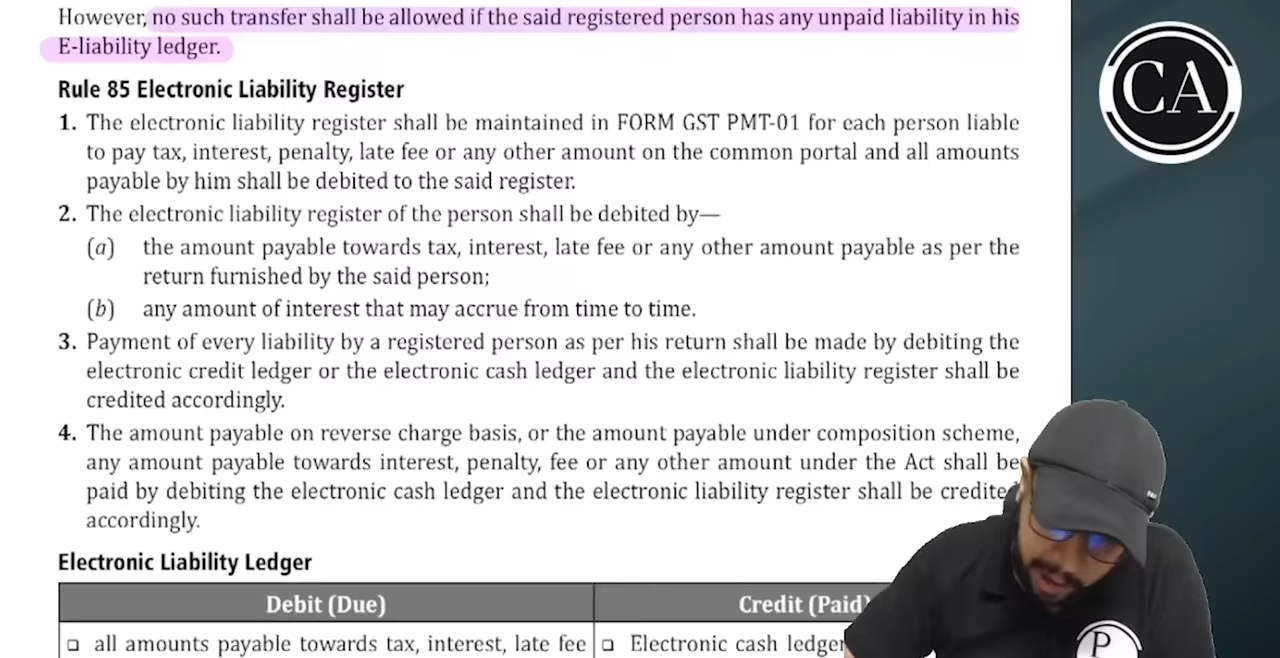 However, no such transfer shall be allowed if the said registered person has any unpaid liability in his
E-liability ledger.
CA
Rule 85 Electronic Liability Register
1. The electronic liability register shall be maintained in FORM GST PMT-01 for each person liable
to pay tax, interest, penalty, late fee or any other amount on the common portal and all amounts
payable by him shall be debited to the said register.
2. The electronic liability register of the person shall be debited by—
(a) the amount payable towards tax, interest, late fee or any other amount payable as per the
return furnished by the said person;
(b) any amount of interest that may accrue from time to time.
3. Payment of every liability by a registered person as per his return shall be made by debiting the
electronic credit ledger or the electronic cash ledger and the electronic liability register shall be
credited accordingly.
4. The amount payable on reverse charge basis, or the amount payable under composition scheme,
any amount payable towards interest, penalty, fee or any other amount under the Act shall be
paid by debiting the electronic cash ledger and the electronic liability register shall be credite
accordingly.
Electronic Liability Ledger
Debit (Due) Credit (Paid)
❑ all amounts payable towards tax, interest, late fee ❑ Electronic cash ledger
P